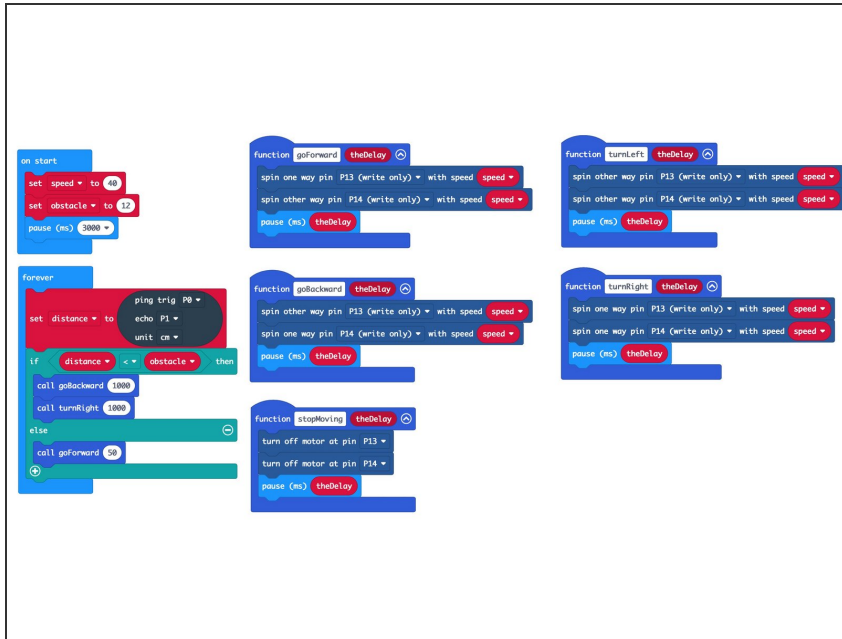 on start
set speed to 40
set obstacle to 12
pause (ms) 3000
forever
set distance to ping trig P0
echo P1
unit cm
if distance < obstacle then
call goBackward 1000
call turnRight 1000
else
call goForward 50
function goForward theDelay
spin one way pin P13 (write only) with speed speed
spin other way pin P14 (write only) with speed speed
pause (ms) theDelay
function goBackward theDelay
spin other way pin P13 (write only) with speed speed
spin one way pin P14 (write only) with speed speed
pause (ms) theDelay
function stopMoving theDelay
turn off motor at pin P13
turn off motor at pin P14
pause (ms) theDelay
function turnLeft theDelay
spin other way pin P13 (write only) with speed speed
spin other way pin P14 (write only) with speed speed
pause (ms) theDelay
function turnRight theDelay
spin one way pin P13 (write only) with speed speed
spin one way pin P14 (write only) with speed speed
pause (ms) theDelay